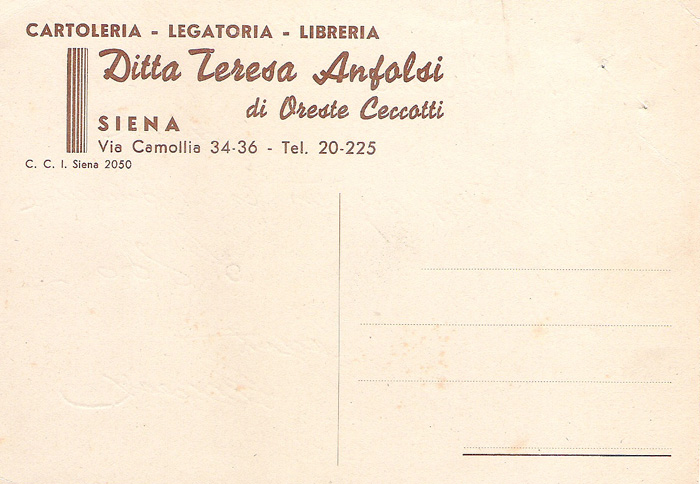 CARTOLERIA - LEGATORIA - LIBRERIA
Ditta Teresa Anfolsi
di Oreste Ceccotti
SIENA
Via Camollia 34-36 - Tel. 20-225
C. C. I. Siena 2050